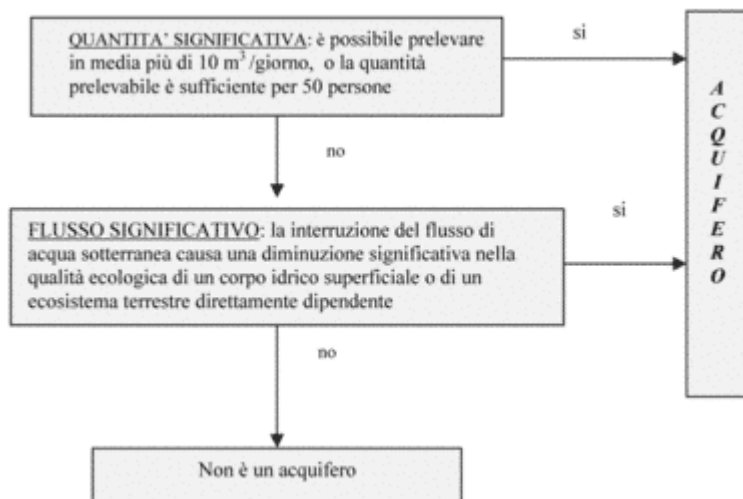 QUANTITA' SIGNIFICATIVA: è possibile prelevare
in media più di 10 m³/giorno, o la quantità
prelevabile è sufficiente per 50 persone
si
no
FLUSSO SIGNIFICATIVO: la interruzione del flusso di
acqua sotterranea causa una diminuzione significativa nella
qualità ecologica di un corpo idrico superficiale o di un
ecosistema terrestre direttamente dipendente
si
no
Non è un acquifero
A
C
Q
U
I
F
E
R
O